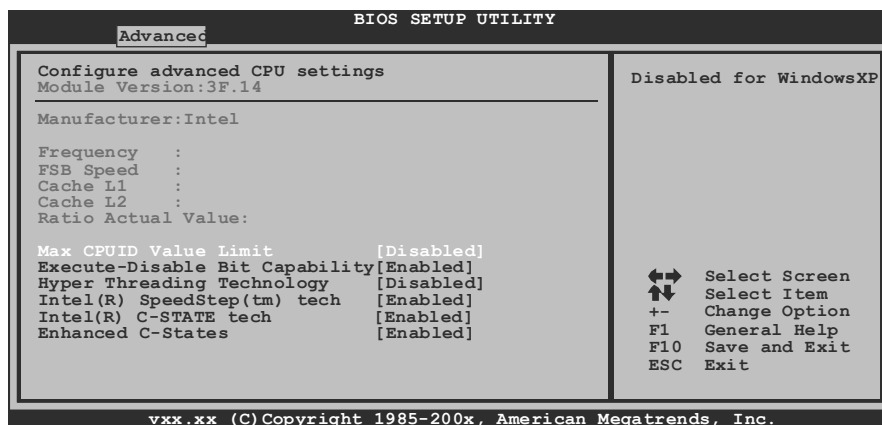 BIOS SETUP UTILITY
Advanced
Configure advanced CPU settings
Module Version:3F.14
Manufacturer:Intel
Frequency :
FSB Speed :
Cache L1 :
Cache L2 :
Ratio Actual Value:
Max CPUID Value Limit [Disabled]
Execute-Disable Bit Capability[Enabled]
Hyper Threading Technology [Disabled]
Intel(R) SpeedStep(tm) tech [Enabled]
Intel(R) C-STATE tech [Enabled]
Enhanced C-States [Enabled]
Disabled for WindowsXP
Select Screen
Select Item
+- Change Option
F1 General Help
F10 Save and Exit
ESC Exit
vxx.xx (C)Copyright 1985-200x, American Megatrends, Inc.